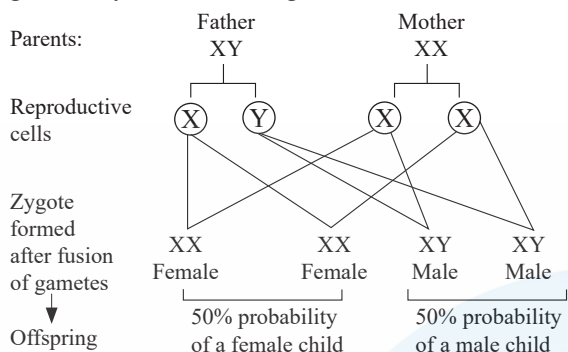 Father Mother
Parents: XY XX
Reproductive cells X Y X X
Zygote
formed
after fusion
of gametes
XX XX XY XY
Female Female Male Male
Offspring
50% probability 50% probability
of a female child of a male child